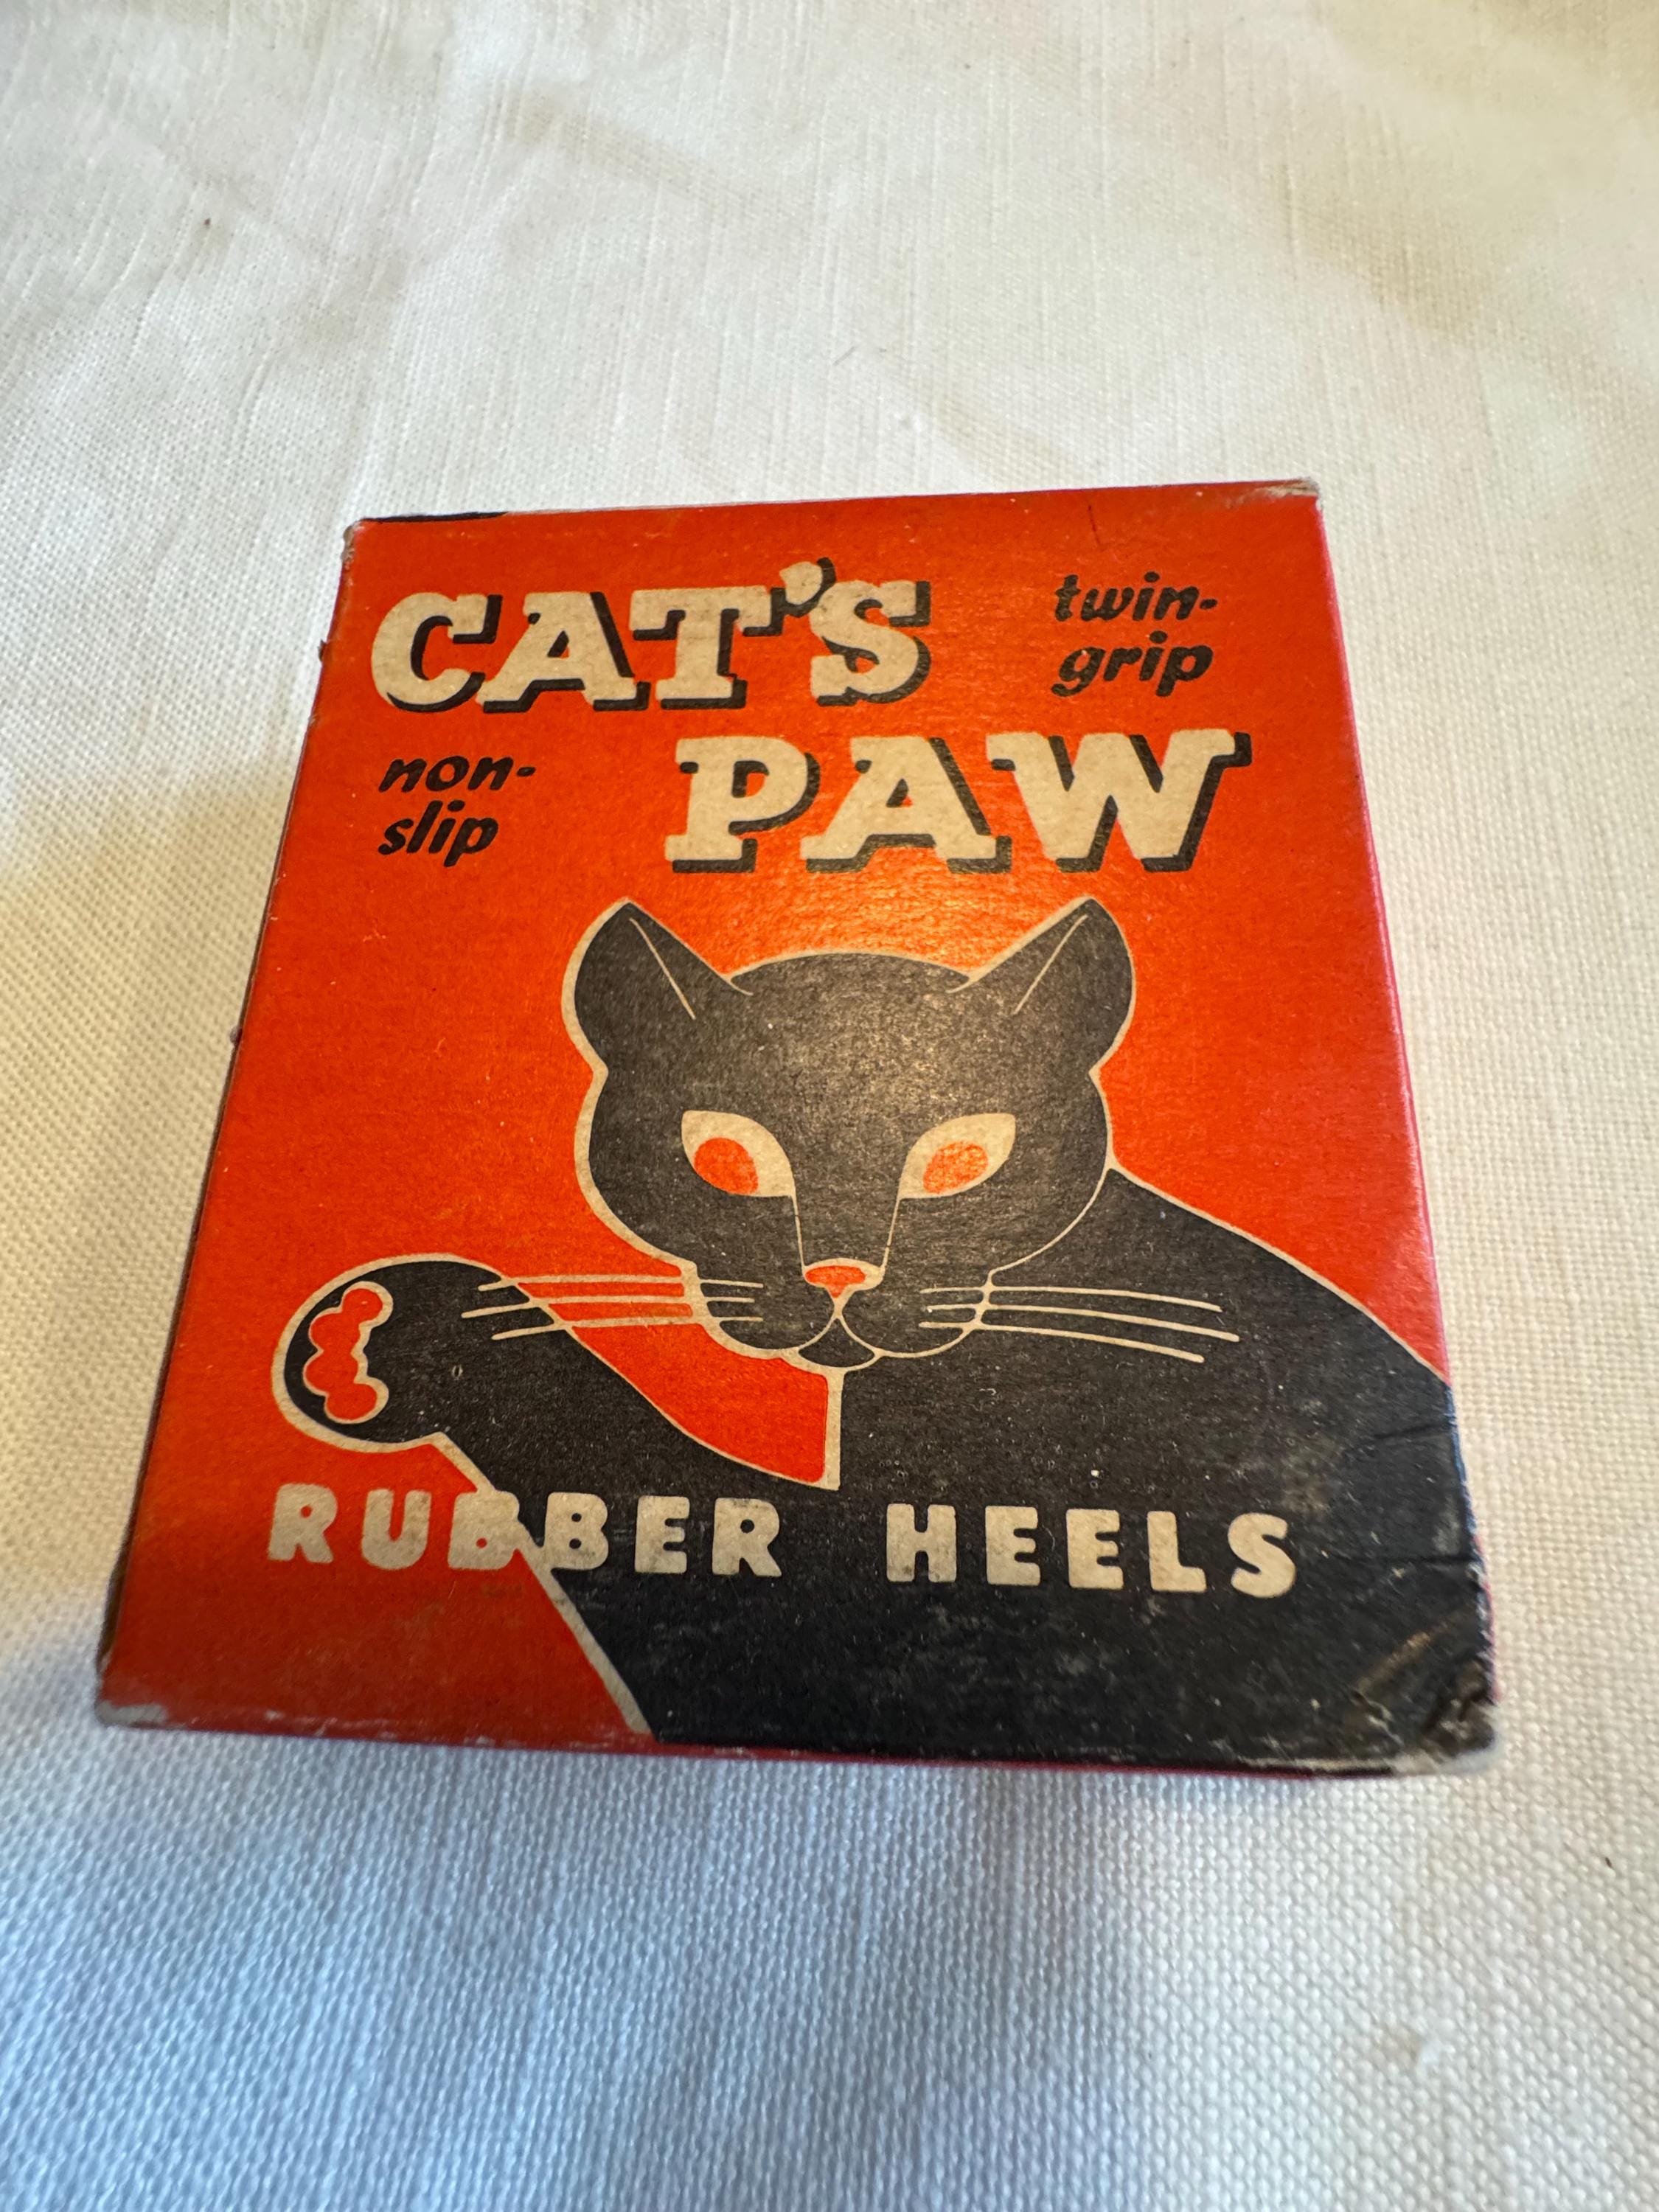 CAT'S
twin-
grip
non-
slip
PAW
RUBBER HEELS